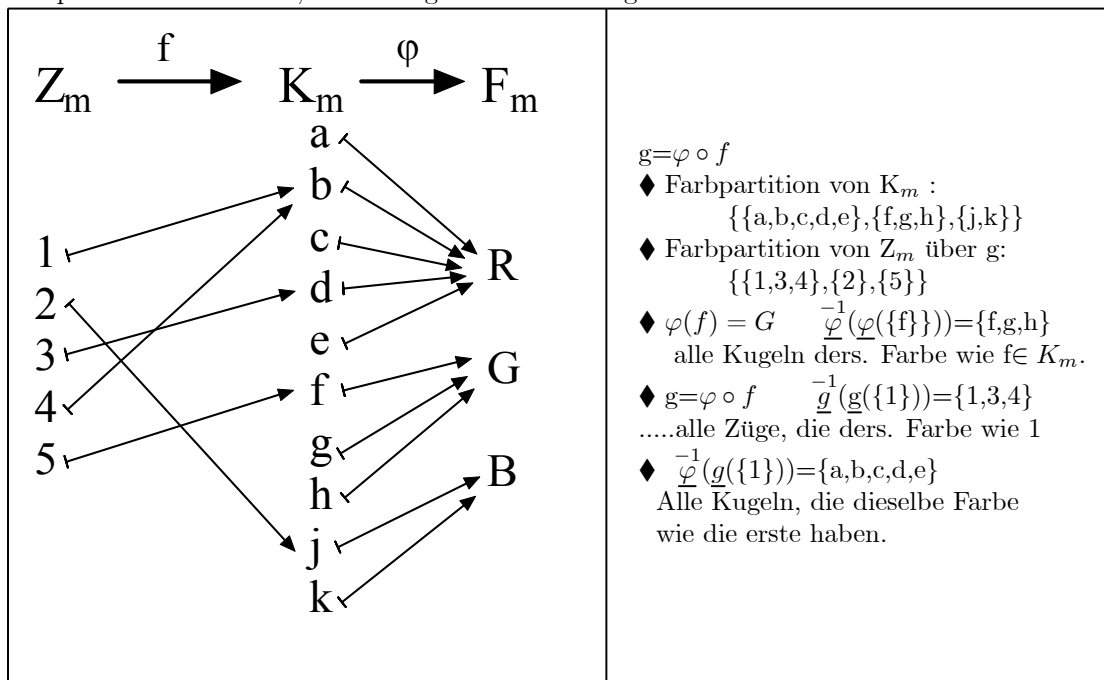 f φ
Z_m K_m F_m
a
b
c
d
e
f
g
h
j
k
1
2
3
4
5
R
G
B
g=φ ∘ f
♦ Farbpartition von K_m :
{{a,b,c,d,e},{f,g,h},{j,k}}
♦ Farbpartition von Z_m über g:
{{1,3,4},{2},{5}}
♦ φ(f) = G φ^{-1}(φ({f}}))={f,g,h}
alle Kugeln ders. Farbe wie f∈ K_m.
♦ g=φ ∘ f g^{-1}(g({1}))={1,3,4}
.....alle Züge, die ders. Farbe wie 1
♦ φ^{-1}(g({1}))={a,b,c,d,e}
Alle Kugeln, die dieselbe Farbe
wie die erste haben.